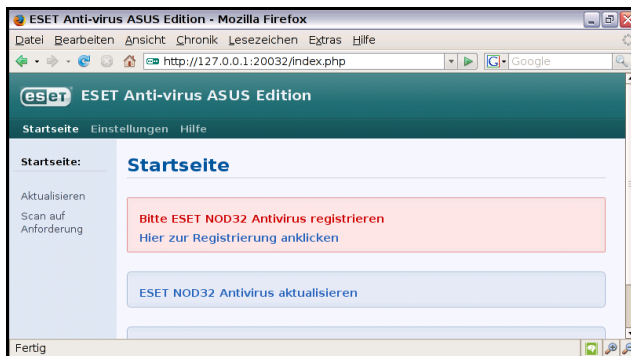 ESET Anti-virus ASUS Edition - Mozilla Firefox
Datei Bearbeiten Ansicht Chronik Lesezeichen Extras Hilfe
http://127.0.0.1:20032/index.php
G Google
eseT ESET Anti-virus ASUS Edition
Startseite Einstellungen Hilfe
Startseite:
Aktualisieren
Scan auf
Anforderung
Startseite
Bitte ESET NOD32 Antivirus registrieren
Hier zur Registrierung anklicken
ESET NOD32 Antivirus aktualisieren
Fertig